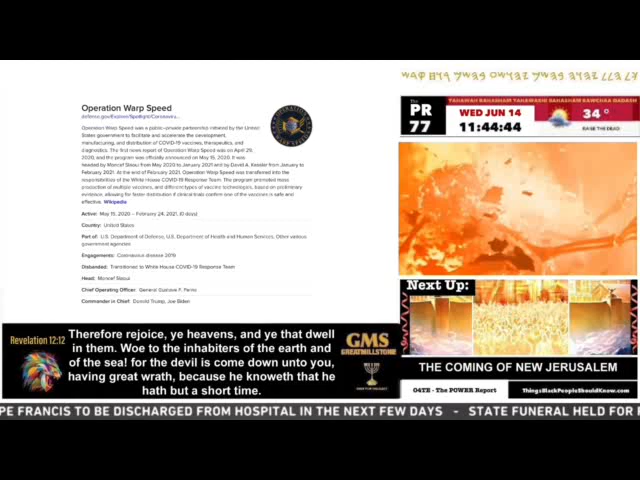 Operation Warp Speed
defense.gov/Explore/Spotlight/Coronaviru...
Operation Warp Speed was a public–private partnership initiated by the United
States government to facilitate and accelerate the development,
manufacturing, and distribution of COVID-19 vaccines, therapeutics, and
diagnostics. The first news report of Operation Warp Speed was on April 29,
2020, and the program was officially announced on May 15, 2020. It was
headed by Moncef Slaoui from May 2020 to January 2021 and by David A. Kessler from January to
February 2021. At the end of February 2021, Operation Warp Speed was transferred into the
responsibilities of the White House COVID-19 Response Team. The program promoted mass
production of multiple vaccines, and different types of vaccine technologies, based on preliminary
evidence, allowing for faster distribution if clinical trials confirm one of the vaccines is safe and
effective. Wikipedia
Active: May 15, 2020 – February 24, 2021, (0 days)
Country: United States
Part of: U.S. Department of Defense, U.S. Department of Health and Human Services, Other various
government agencies
Engagements: Coronavirus disease 2019
Disbanded: Transitioned to White House COVID-19 Response Team
Head: Moncef Slaoui
Chief Operating Officer: General Gustave F. Perna
Commander in Chief: Donald Trump, Joe Biden
The
PR
77
YAHAWAH BAHASHAM YAHAWASHI BAHASHAM RAWCHAA QADASH
WED JUN 14
11:44:44
34°
RAISE THE DEAD
Next Up:
THE COMING OF NEW JERUSALEM
O4TE - The POWER Report
ThingsBlackPeopleShouldKnow.com
Revelation 12:12
Therefore rejoice, ye heavens, and ye that dwell
in them. Woe to the inhabiters of the earth and
of the sea! for the devil is come down unto you,
having great wrath, because he knoweth that he
hath but a short time.
GMS
GREATMILLSTONE
PE FRANCIS TO BE DISCHARGED FROM HOSPITAL IN THE NEXT FEW DAYS - STATE FUNERAL HELD FOR